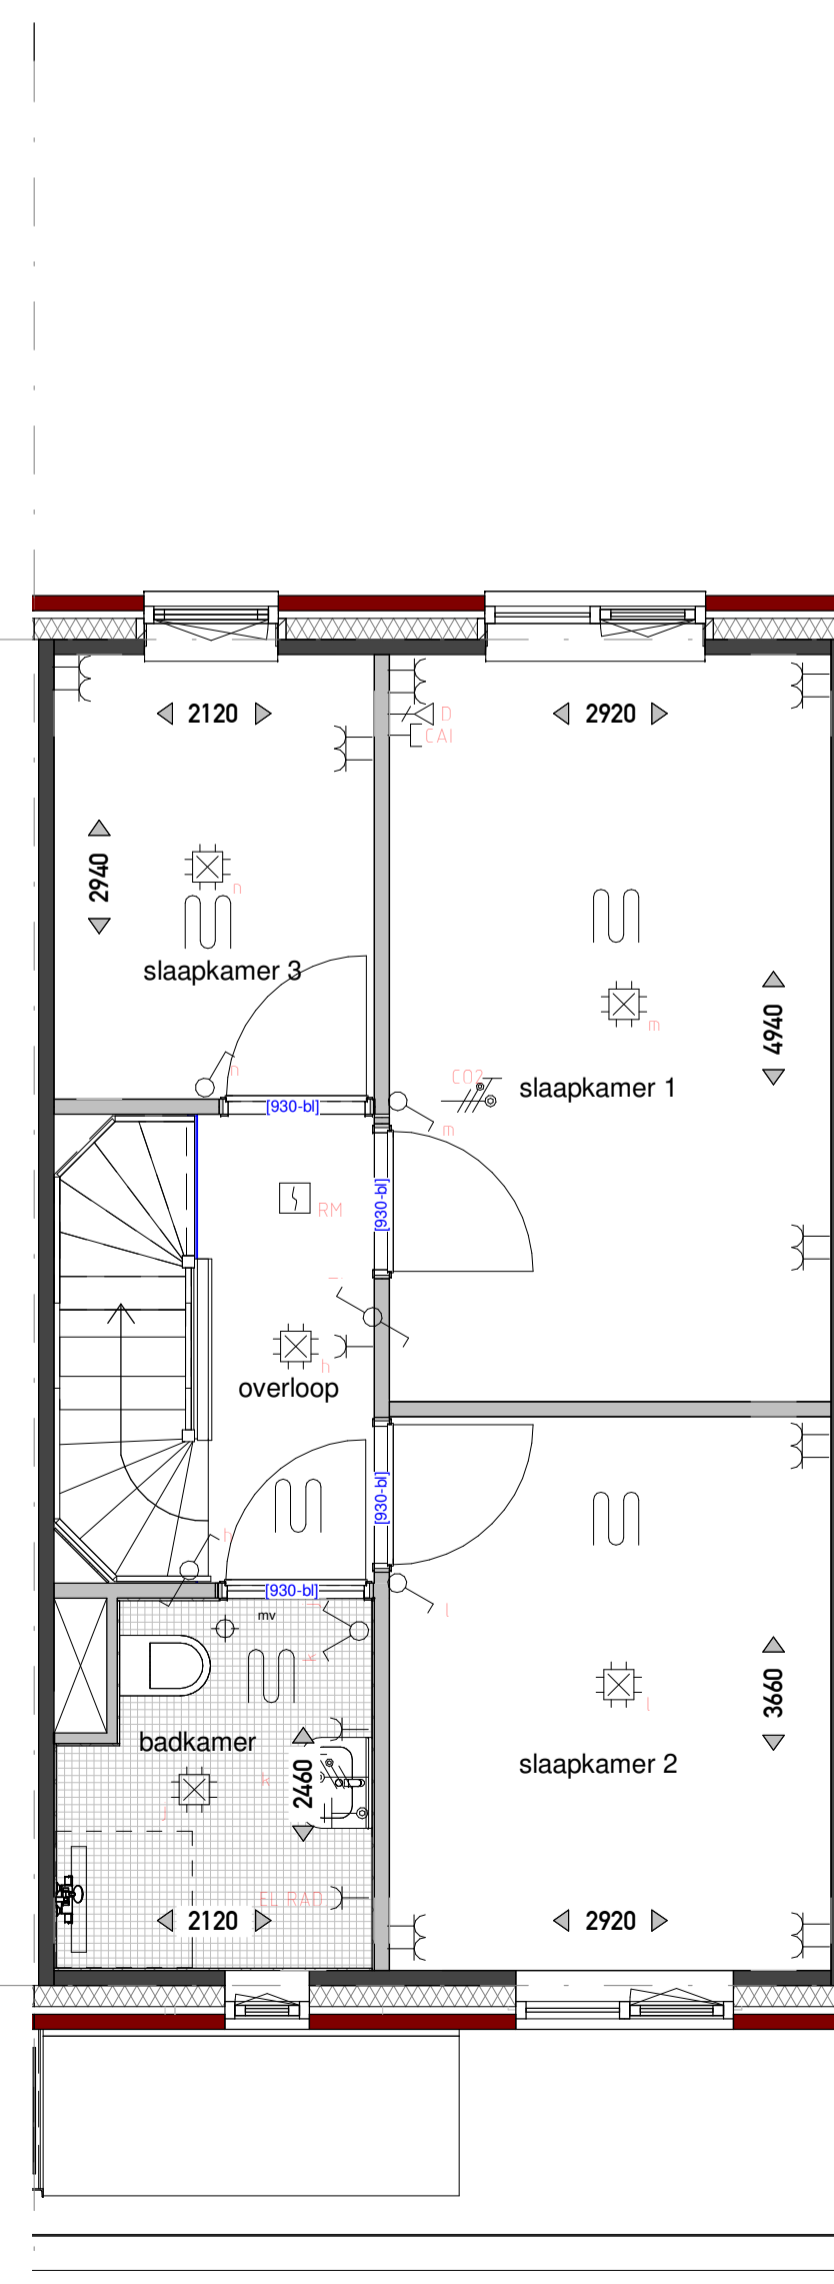 2120
2920
D
CAI
2940
n
slaapkamer 3
4940
m
CO2
slaapkamer 1
n
[930-bl]
m
[930-bl]
RM
l
h
overloop
[930-bl]
h
[930-bl]
mv
j
l
k
3660
l
badkamer
2460
slaapkamer 2
k
j
EL RAD
2120
2920